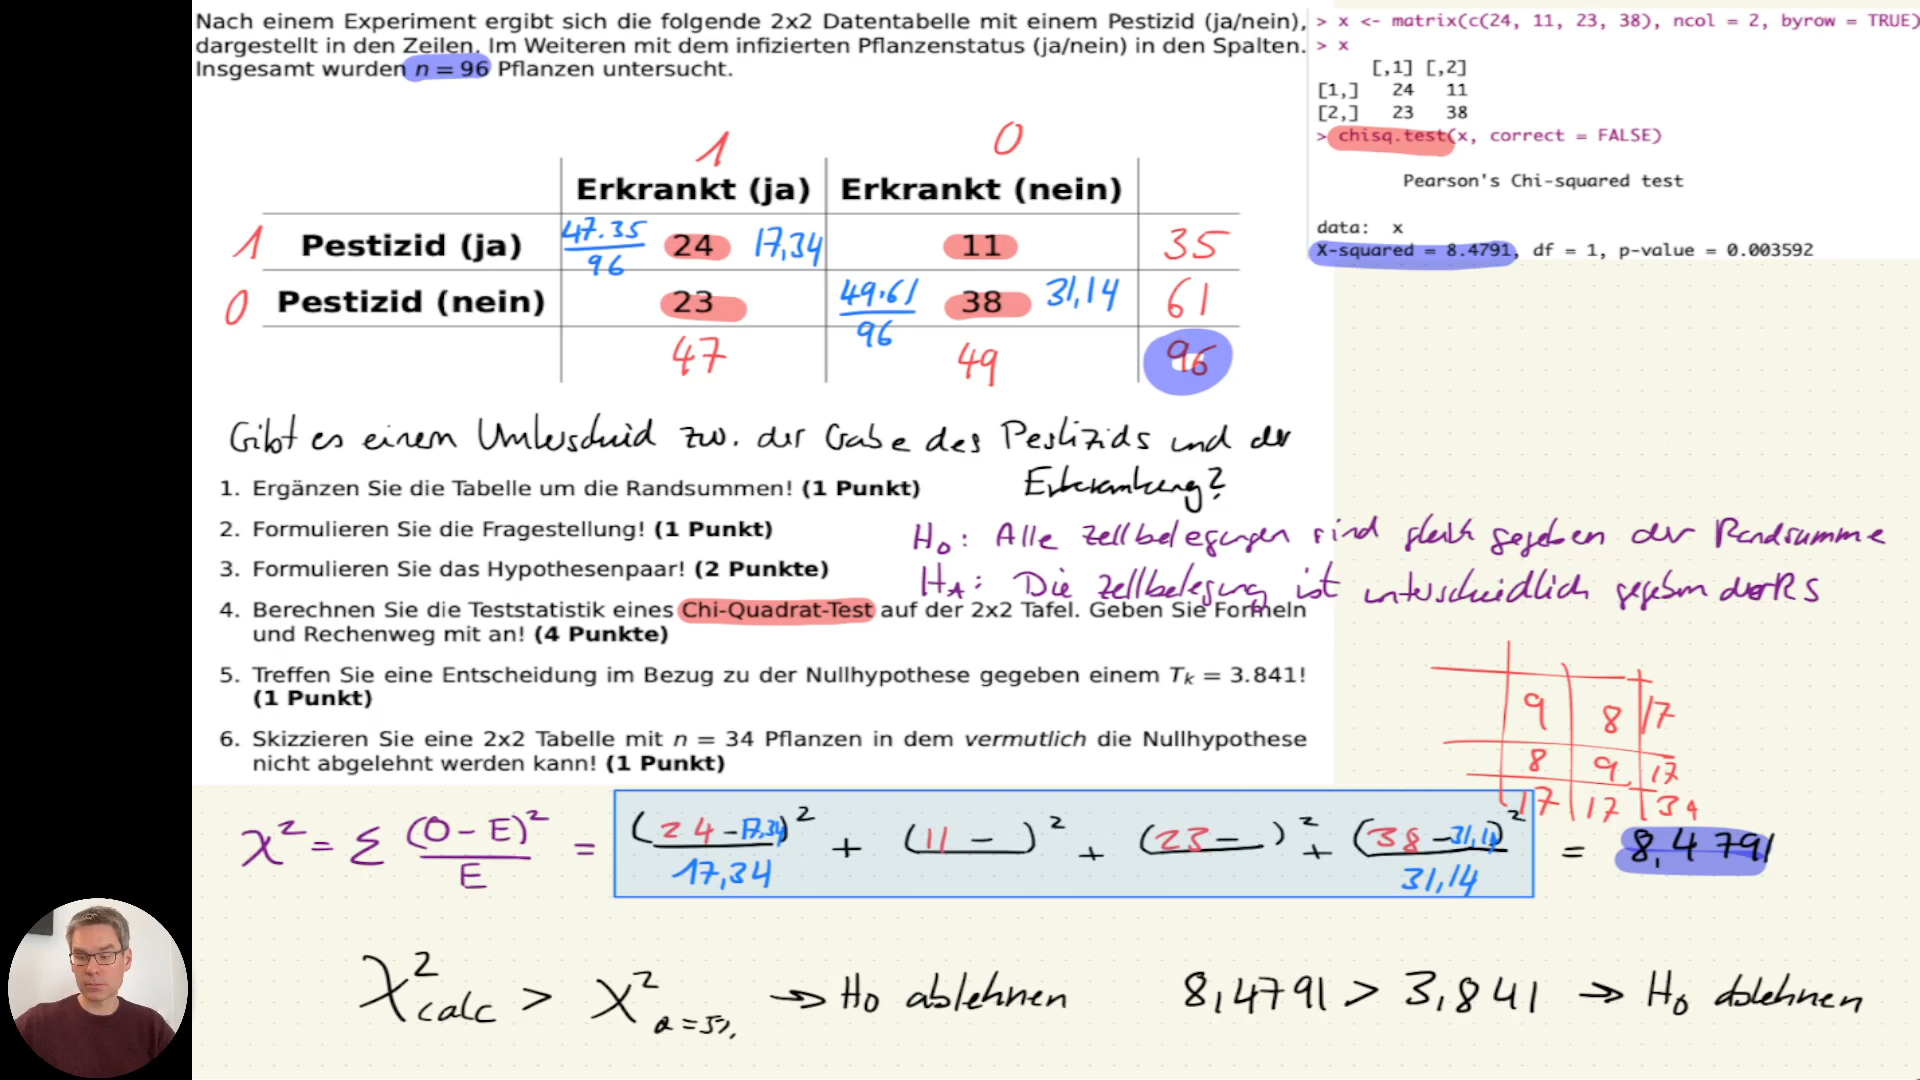 Nach einem Experiment ergibt sich die folgende 2x2 Datentabelle mit einem Pestizid (ja/nein),
dargestellt in den Zeilen. Im Weiteren mit dem infizierten Pflanzenstatus (ja/nein) in den Spalten.
Insgesamt wurden n = 96 Pflanzen untersucht.
> x <- matrix(c(24, 11, 23, 38), ncol = 2, byrow = TRUE)
> x
[,1] [,2]
[1,] 24 11
[2,] 23 38
> chisq.test(x, correct = FALSE)
Pearson's Chi-squared test
data: x
X-squared = 8.4791, df = 1, p-value = 0.003592
1 0
Erkrankt (ja) Erkrankt (nein)
1 Pestizid (ja) 47·35/96 24 17,34 11 35
0 Pestizid (nein) 23 49·61/96 38 31,14 61
47 49 96
Gibt es einem Unterschied zw. der Gabe des Pestizids und der
Erkrankung?
1. Ergänzen Sie die Tabelle um die Randsummen! (1 Punkt)
2. Formulieren Sie die Fragestellung! (1 Punkt)
H0: Alle Zellbelegungen sind gleich gegeben der Randsumme
3. Formulieren Sie das Hypothesenpaar! (2 Punkte)
HA: Die Zellbelegung ist unterschiedlich gegeben der RS
4. Berechnen Sie die Teststatistik eines Chi-Quadrat-Test auf der 2x2 Tafel. Geben Sie Formeln
und Rechenweg mit an! (4 Punkte)
5. Treffen Sie eine Entscheidung im Bezug zu der Nullhypothese gegeben einem Tk = 3.841!
(1 Punkt)
6. Skizzieren Sie eine 2x2 Tabelle mit n = 34 Pflanzen in dem vermutlich die Nullhypothese
nicht abgelehnt werden kann! (1 Punkt)
9 8 17
8 9 17
17 17 34
χ² = Σ (O - E)²/E = (24 - 17,34)²/17,34 + (11 - )² + (23 - )² + (38 - 31,14)²/31,14 = 8,4791
χ²calc > χ²α=5% → H0 ablehnen 8,4791 > 3,841 → H0 ablehnen